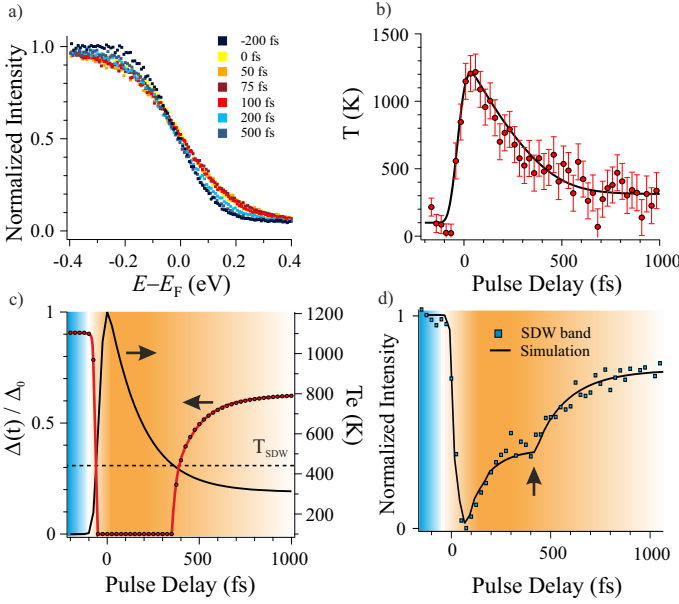 a)
Normalized Intensity
1.0
0.5
0.0
-200 fs
0 fs
50 fs
75 fs
100 fs
200 fs
500 fs
-0.4
-0.2
0.0
0.2
0.4
E−E_F (eV)
b)
T (K)
1500
1000
500
0
0
500
1000
Pulse Delay (fs)
c)
Δ(t) / Δ₀
1
0.5
0
1200
1000
800
600
400
200
Te (K)
T_SDW
0
500
1000
Pulse Delay (fs)
d)
Normalized Intensity
1
0
SDW band
Simulation
0
500
1000
Pulse Delay (fs)